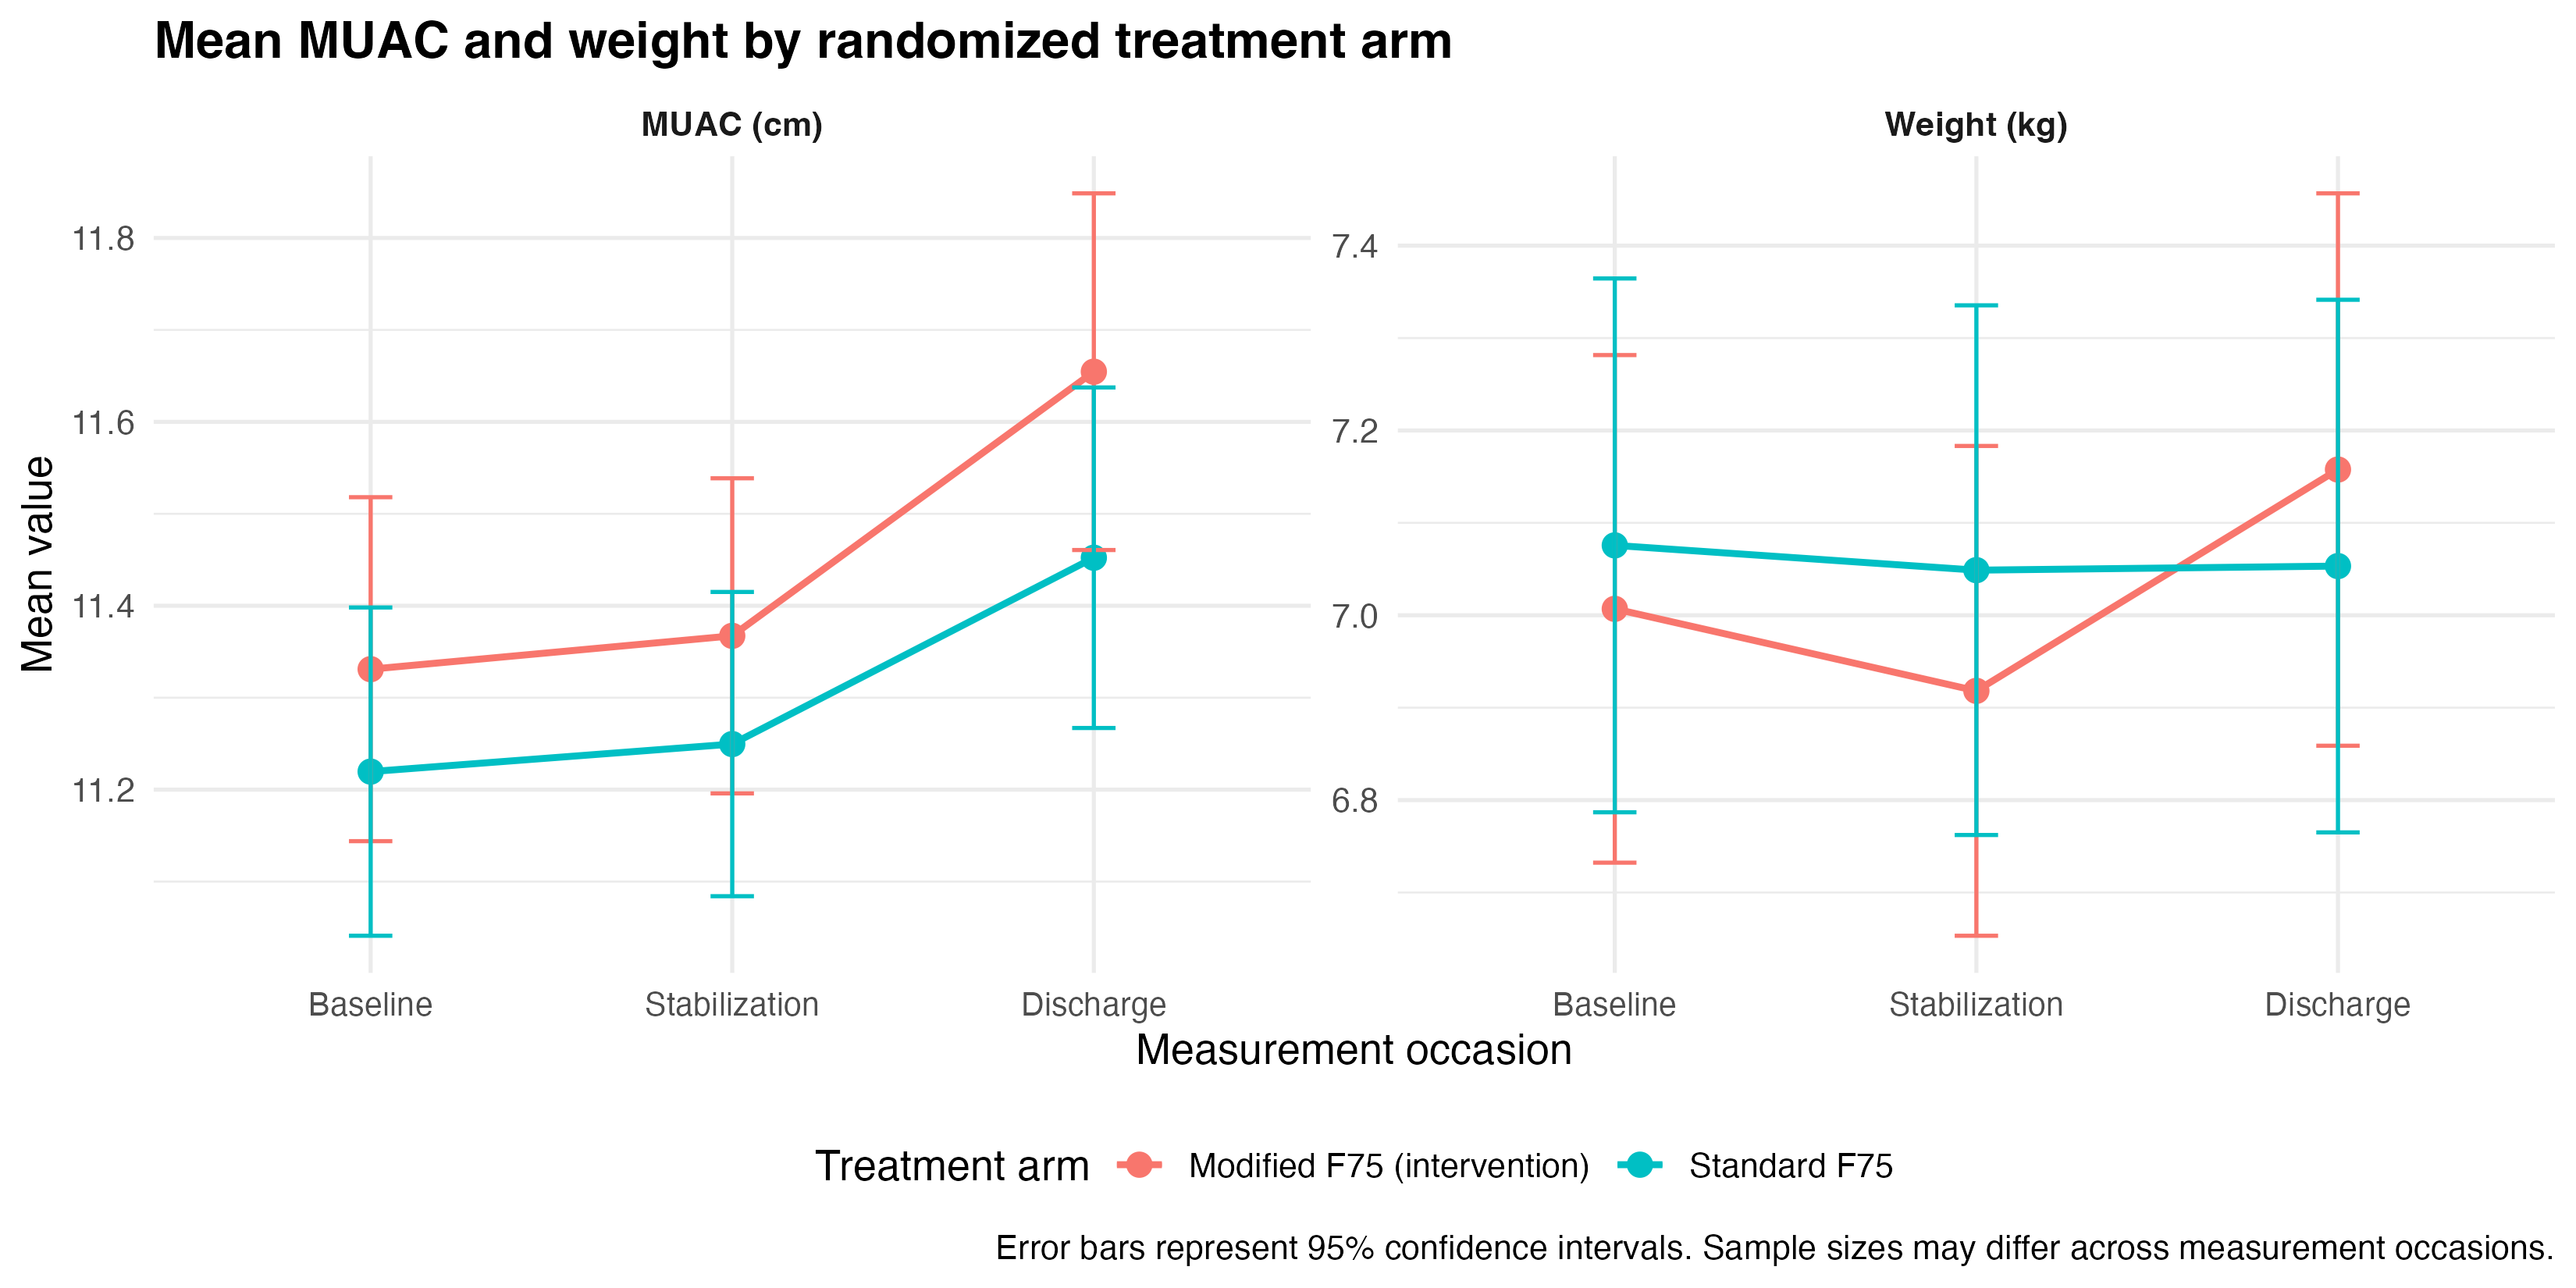 Mean MUAC and weight by randomized treatment arm
MUAC (cm)
Weight (kg)
Mean value
11.8
11.6
11.4
11.2
7.4
7.2
7.0
6.8
Baseline
Stabilization
Discharge
Baseline
Stabilization
Discharge
Measurement occasion
Treatment arm
Modified F75 (intervention)
Standard F75
Error bars represent 95% confidence intervals. Sample sizes may differ across measurement occasions.